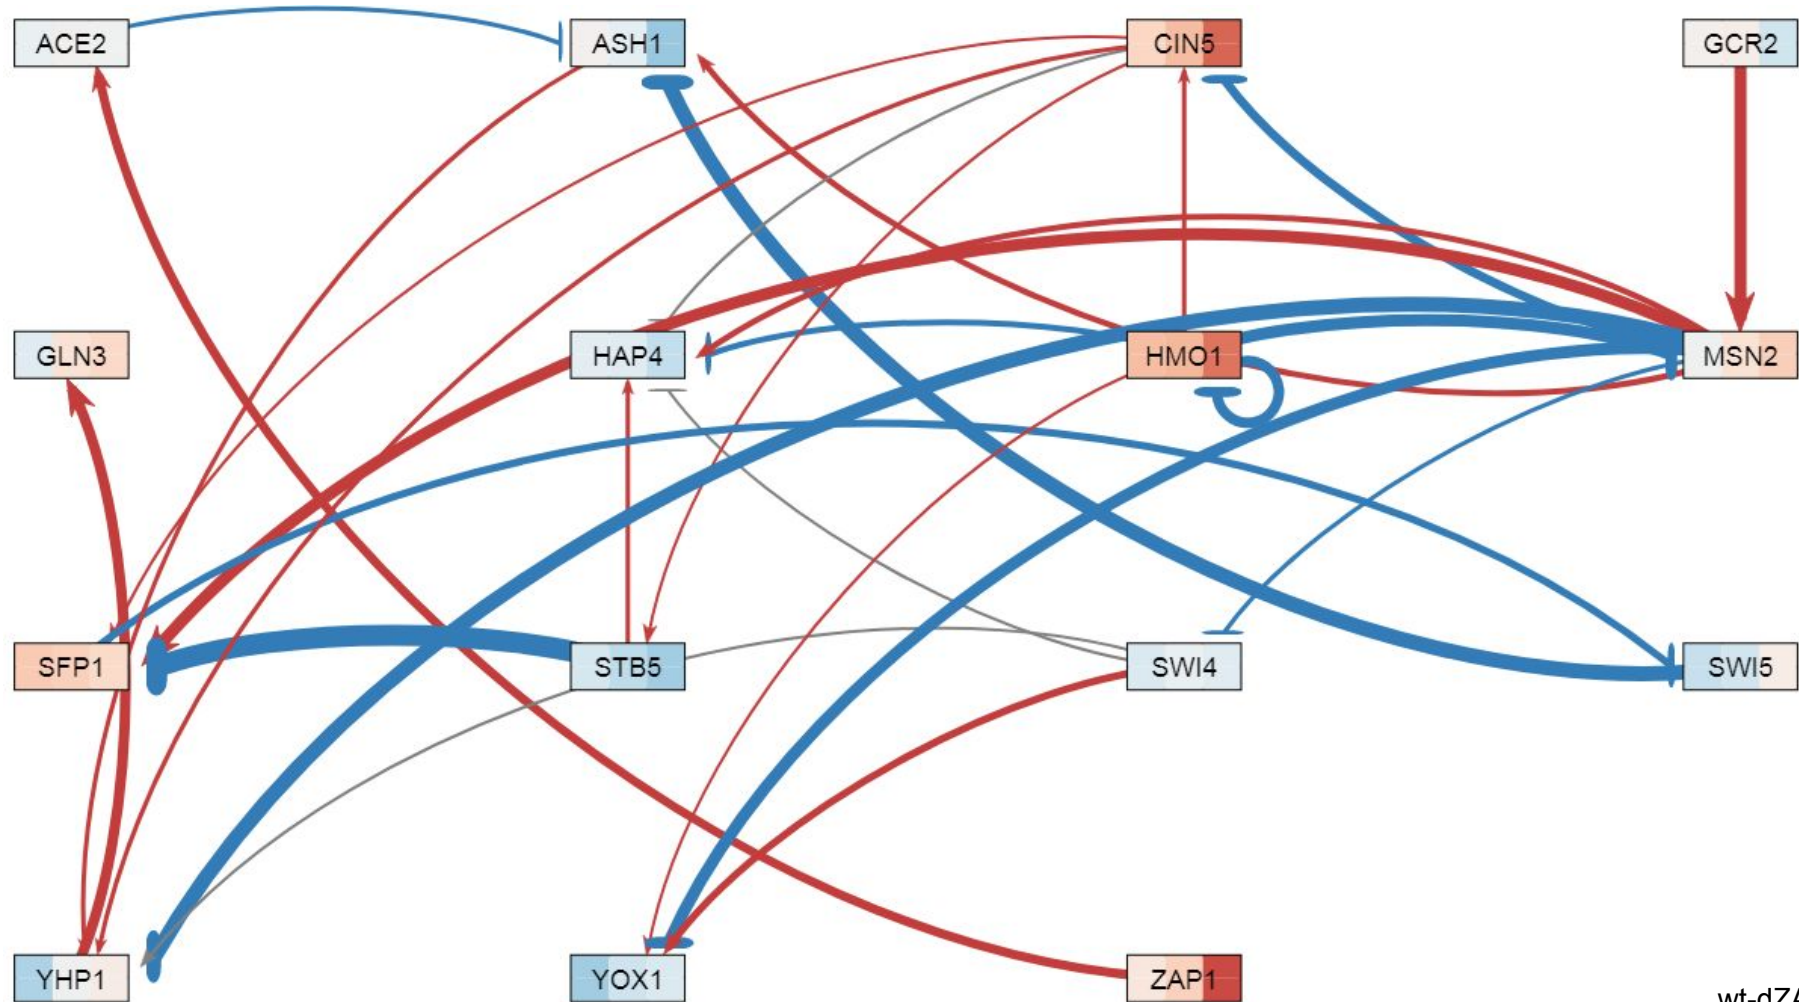 ACE2 ASH1 CIN5 GCR2
GLN3 HAP4 HMO1 MSN2
SFP1 STB5 SWI4 SWI5
YHP1 YOX1 ZAP1